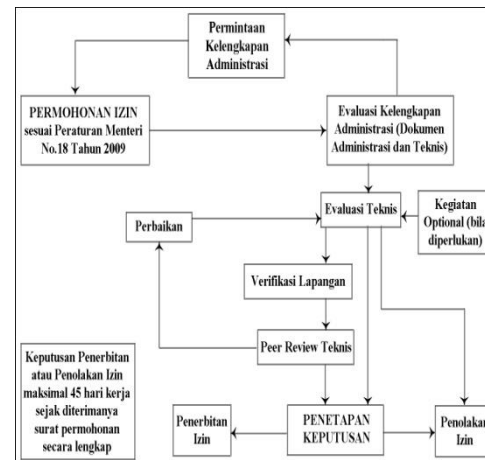 Permintaan
Kelengkapan
Administrasi
PERMOHONAN IZIN
sesuai Peraturan Menteri
No.18 Tahun 2009
Evaluasi Kelengkapan
Administrasi (Dokumen
Administrasi dan Teknis)
Evaluasi Teknis
Kegiatan
Optional (bila
diperlukan)
Perbaikan
Verifikasi Lapangan
Peer Review Teknis
Keputusan Penerbitan
atau Penolakan Izin
maksimal 45 hari kerja
sejak diterimanya
surat permohonan
secara lengkap
Penerbitan
Izin
PENETAPAN
KEPUTUSAN
Penolakan
Izin